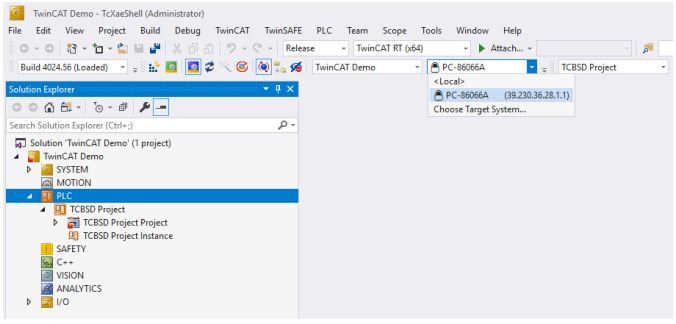 TwinCAT Demo - TcXaeShell (Administrator)
File Edit View Project Build Debug TwinCAT TwinSAFE PLC Team Scope Tools Window Help
Release TwinCAT RT (x64) Attach...
Build 4024.56 (Loaded) TwinCAT Demo PC-86066A TCBSD Project
<Local>
Solution Explorer
PC-86066A (39.230.36.28.1.1)
Choose Target System...
Search Solution Explorer (Ctrl+;)
Solution 'TwinCAT Demo' (1 project)
TwinCAT Demo
SYSTEM
MOTION
PLC
TCBSD Project
TCBSD Project Project
TCBSD Project Instance
SAFETY
C++
VISION
ANALYTICS
I/O